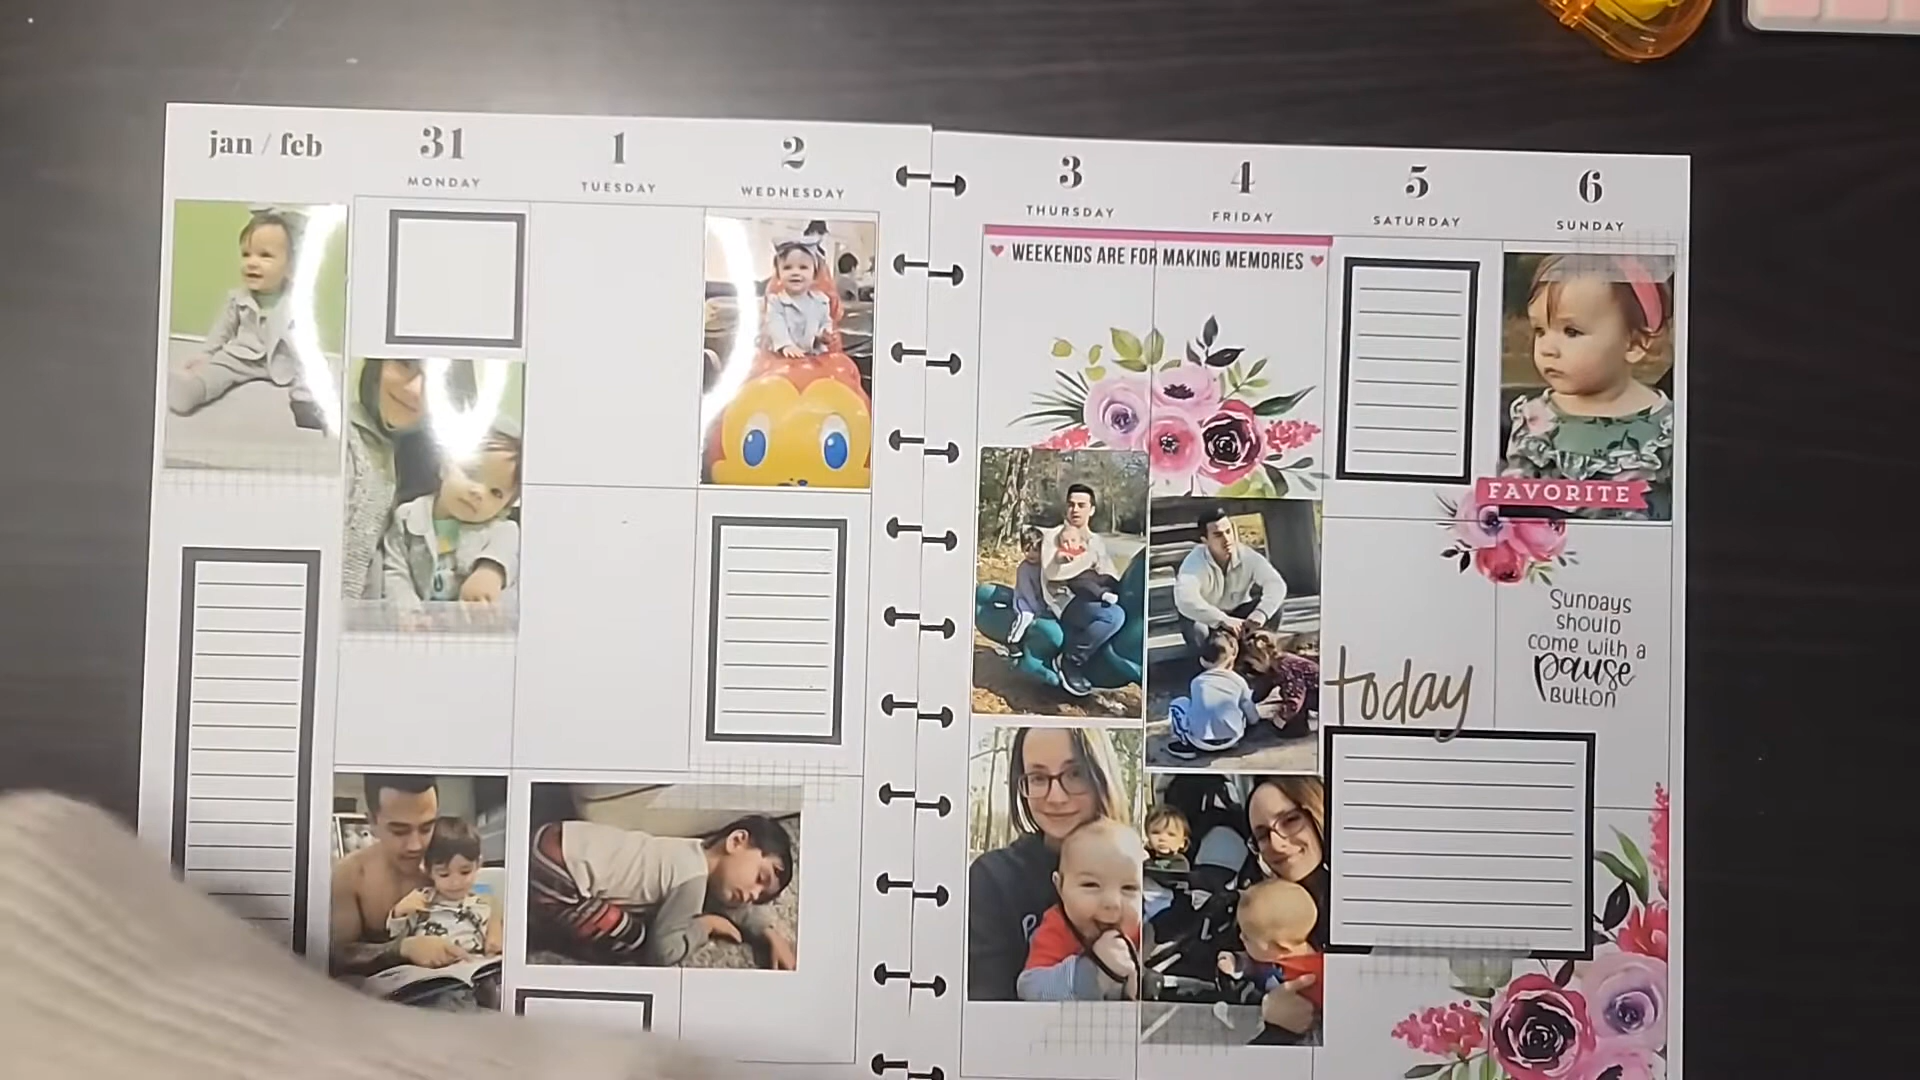 jan / feb
31
MONDAY
1
TUESDAY
2
WEDNESDAY
3
THURSDAY
4
FRIDAY
5
SATURDAY
6
SUNDAY
WEEKENDS ARE FOR MAKING MEMORIES
FAVORITE
Sundays
should
come with a
pause
button
today